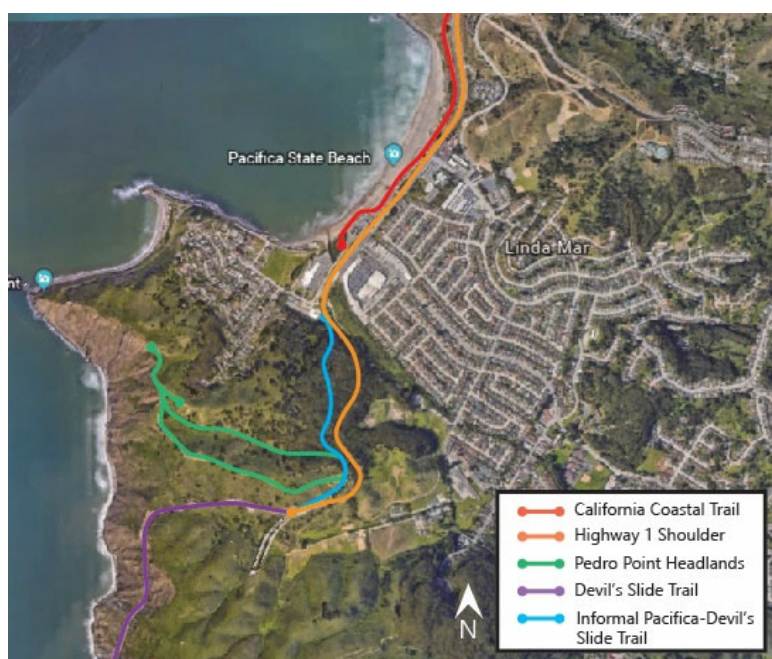 Pacifica State Beach
Linda Mar
nt
California Coastal Trail
Highway 1 Shoulder
Pedro Point Headlands
Devil's Slide Trail
Informal Pacifica-Devil's
Slide Trail
N